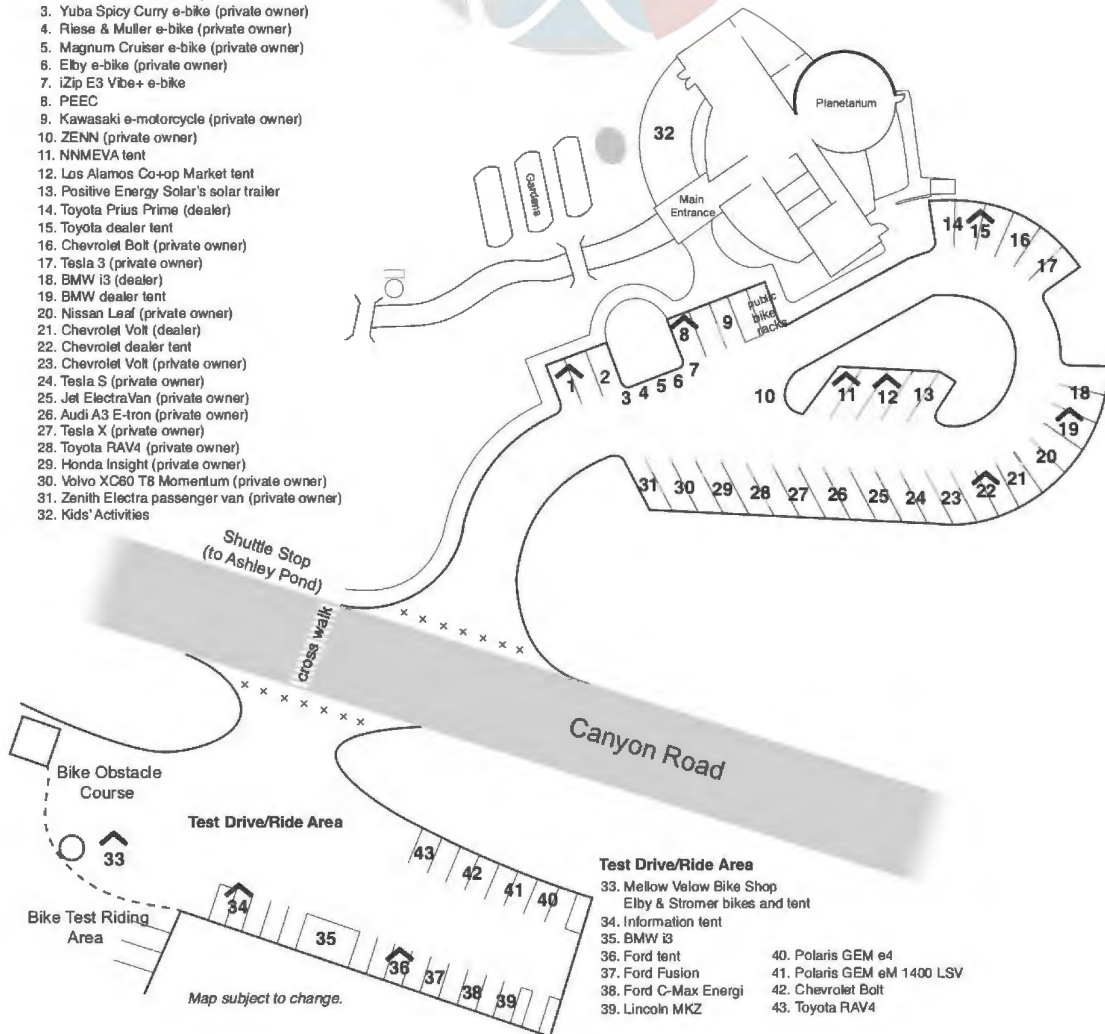 3. Yuba Spicy Curry e-bike (private owner)
4. Riese & Muller e-bike (private owner)
5. Magnum Cruiser e-bike (private owner)
6. Elby e-bike (private owner)
7. iZip E3 Vibe+ e-bike
8. PEEC
9. Kawasaki e-motorcycle (private owner)
10. ZENN (private owner)
11. NNMEVA tent
12. Los Alamos Co+op Market tent
13. Positive Energy Solar's solar trailer
14. Toyota Prius Prime (dealer)
15. Toyota dealer tent
16. Chevrolet Bolt (private owner)
17. Tesla 3 (private owner)
18. BMW i3 (dealer)
19. BMW dealer tent
20. Nissan Leaf (private owner)
21. Chevrolet Volt (dealer)
22. Chevrolet dealer tent
23. Chevrolet Volt (private owner)
24. Tesla S (private owner)
25. Jet ElectraVan (private owner)
26. Audi A3 E-tron (private owner)
27. Tesla X (private owner)
28. Toyota RAV4 (private owner)
29. Honda Insight (private owner)
30. Volvo XC60 T8 Momentum (private owner)
31. Zenith Electra passenger van (private owner)
32. Kids' Activities
Planetarium
32
Gardens
Main
Entrance
14
15
16
17
public
bike
racks
9
8
7
6
5
4
3
2
1
10
11
12
13
18
19
20
21
22
23
24
25
26
27
28
29
30
31
Shuttle Stop
(to Ashley Pond)
cross walk
x x x x x x x
x x x x x x x
Canyon Road
Bike Obstacle
Course
33
Test Drive/Ride Area
43
42
41
40
Bike Test Riding
Area
34
35
36
37
38
39
Map subject to change.
Test Drive/Ride Area
33. Mellow Velow Bike Shop
Elby & Stromer bikes and tent
34. Information tent
35. BMW i3
36. Ford tent
37. Ford Fusion
38. Ford C-Max Energi
39. Lincoln MKZ
40. Polaris GEM e4
41. Polaris GEM eM 1400 LSV
42. Chevrolet Bolt
43. Toyota RAV4